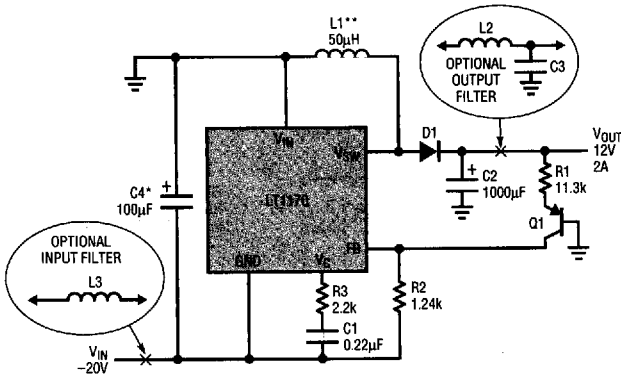 L1**
50µH
L2
C3
OPTIONAL
OUTPUT
FILTER
VIN
VSW
D1
VOUT
12V
2A
C4*
100µF
+
LT1170
+
C2
1000µF
R1
11.3k
Q1
OPTIONAL
INPUT FILTER
L3
GND
VC
FB
R3
2.2k
R2
1.24k
C1
0.22µF
VIN
−20V